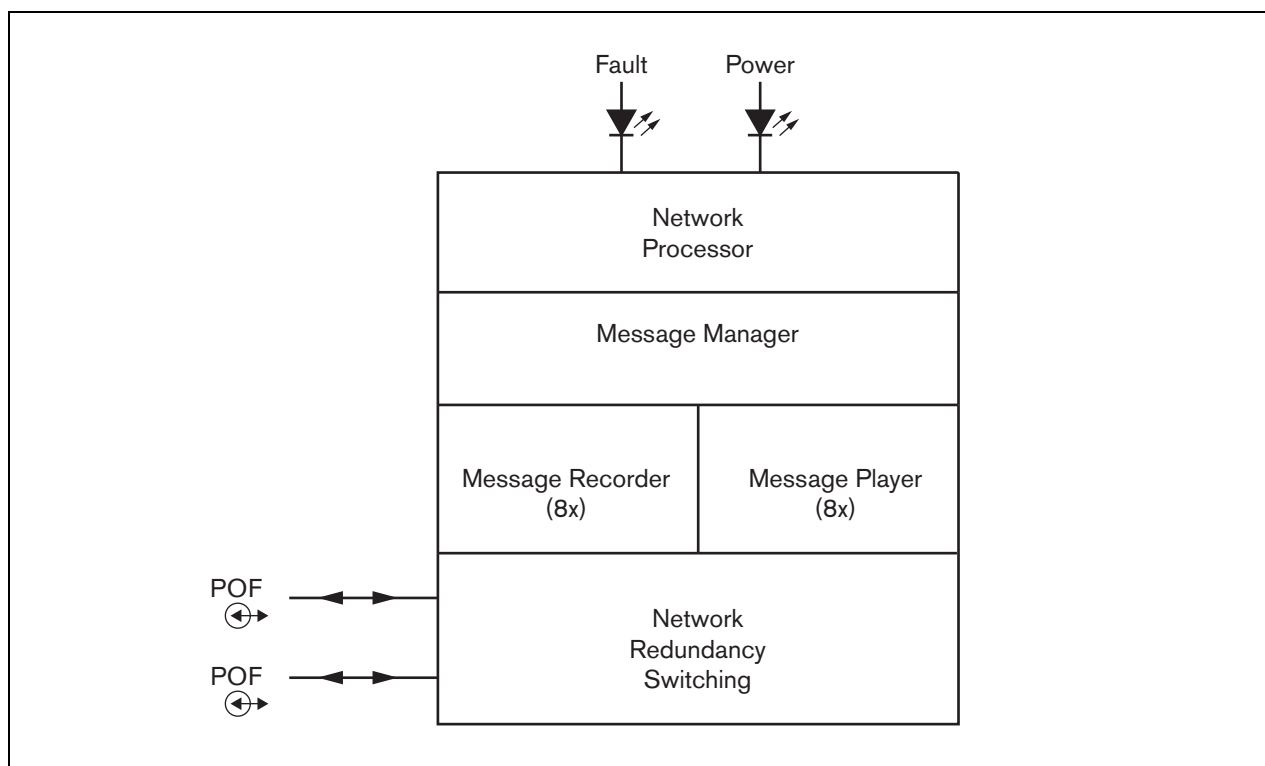 Fault
Power
Network
Processor
Message Manager
Message Recorder
(8x)
Message Player
(8x)
POF
POF
Network
Redundancy
Switching